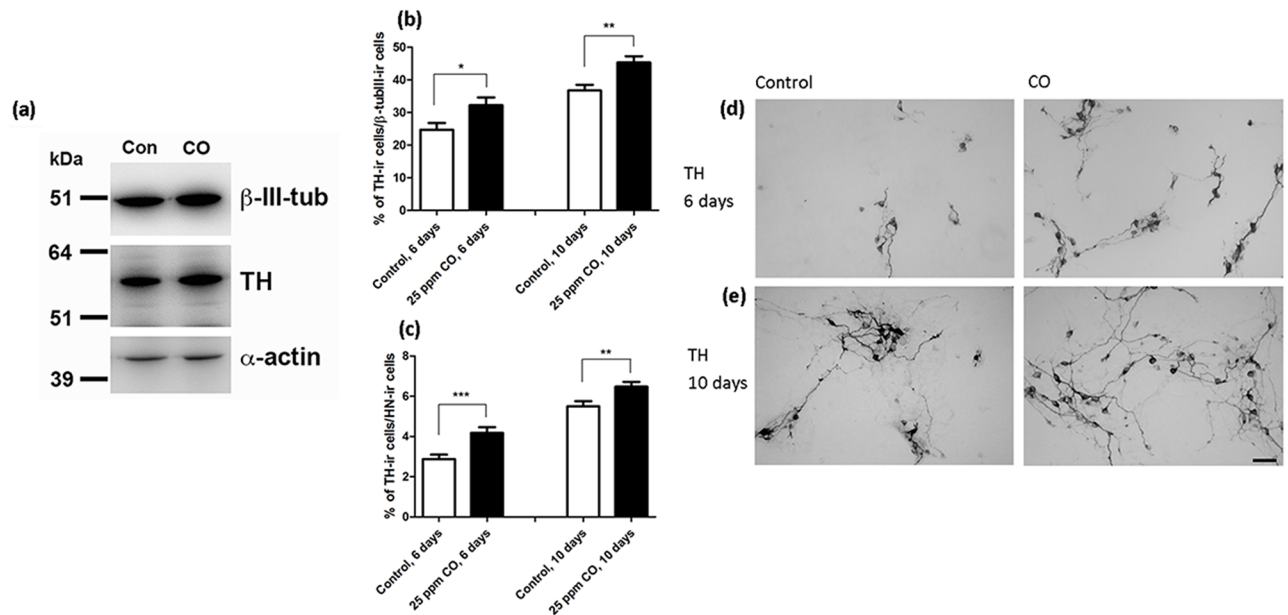 (a)
kDa
Con CO
51 β-III-tub
64
TH
51
α-actin
39
(b)
% of TH-ir cells/β-tubIII-ir cells
50
40
30
20
10
0
*
**
Control, 6 days
25 ppm CO, 6 days
Control, 10 days
25 ppm CO, 10 days
(c)
% of TH-ir cells/HN-ir cells
8
6
4
2
0
***
**
Control, 6 days
25 ppm CO, 6 days
Control, 10 days
25 ppm CO, 10 days
Control CO
(d)
TH
6 days
(e)
TH
10 days